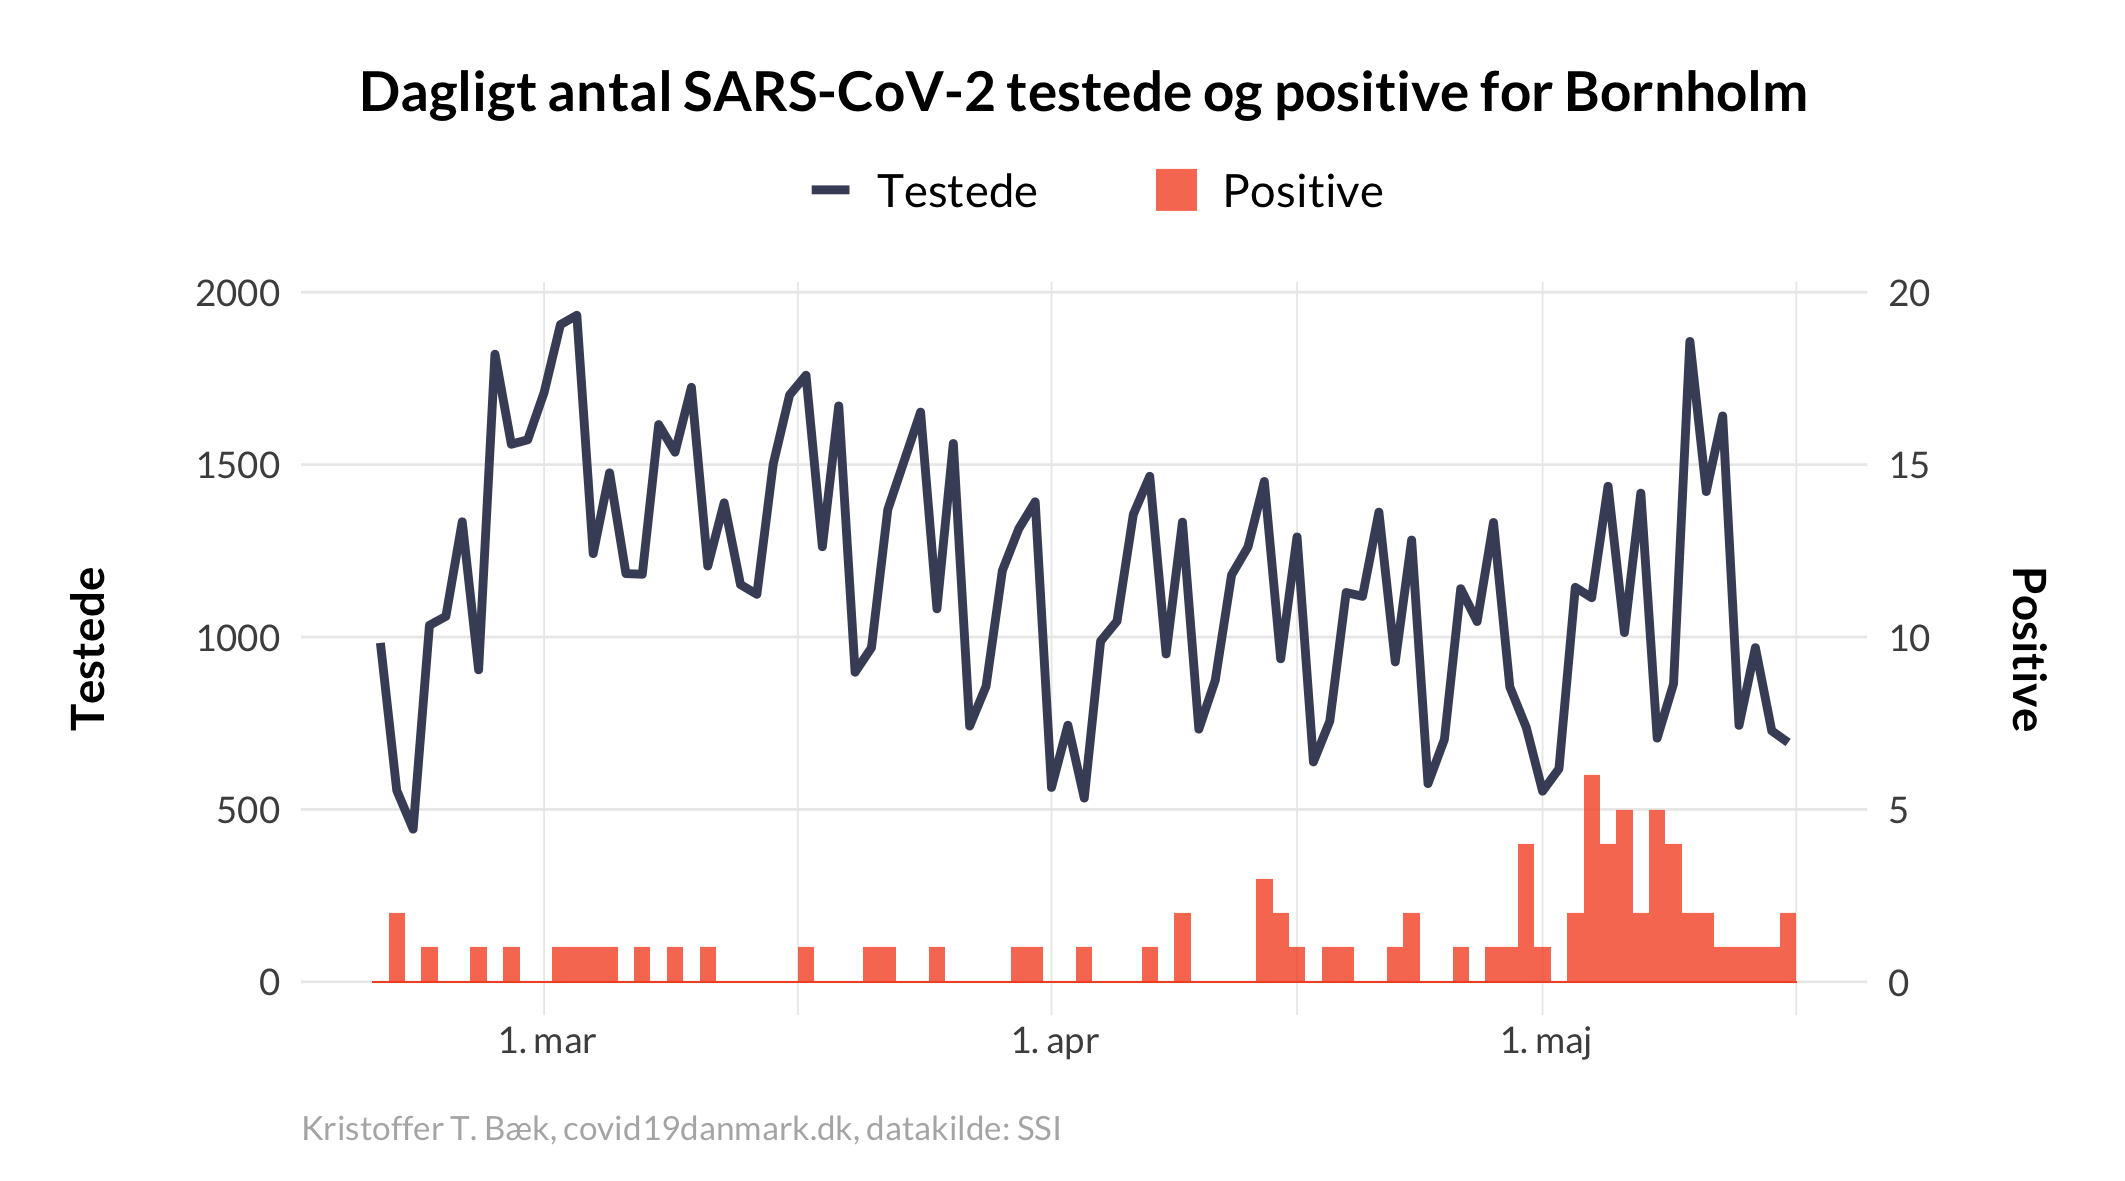 Dagligt antal SARS-CoV-2 testede og positive for Bornholm
Testede Positive
2000 20
1500 15
1000 10
500 5
0 0
Testede
Positive
1. mar 1. apr 1. maj
Kristoffer T. Bæk, covid19danmark.dk, datakilde: SSI